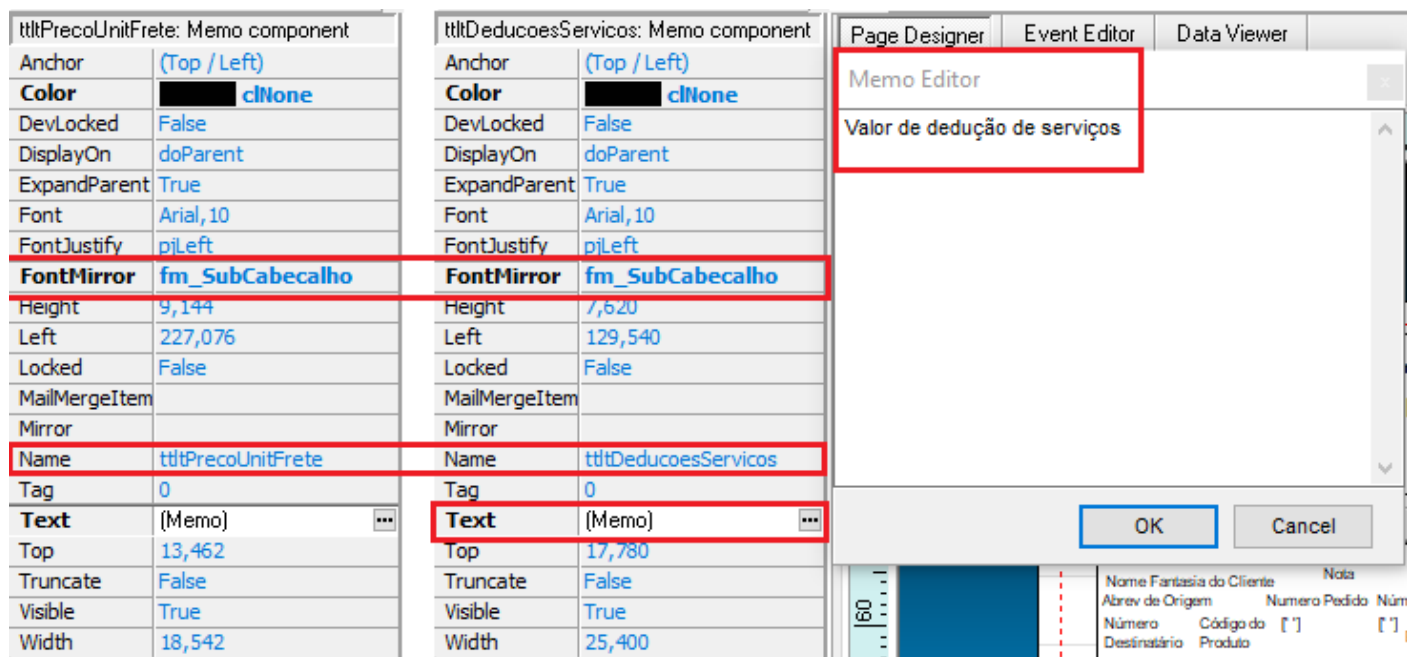 ttltPrecoUnitFrete: Memo component
Anchor (Top / Left)
Color clNone
DevLocked False
DisplayOn doParent
ExpandParent True
Font Arial, 10
FontJustify pjLeft
FontMirror fm_SubCabecalho
Height 9,144
Left 227,076
Locked False
MailMergeItem
Mirror
Name ttltPrecoUnitFrete
Tag 0
Text (Memo) ...
Top 13,462
Truncate False
Visible True
Width 18,542
ttltDeducoesServicos: Memo component
Anchor (Top / Left)
Color clNone
DevLocked False
DisplayOn doParent
ExpandParent True
Font Arial, 10
FontJustify pjLeft
FontMirror fm_SubCabecalho
Height 7,620
Left 129,540
Locked False
MailMergeItem
Mirror
Name ttltDeducoesServicos
Tag 0
Text (Memo) ...
Top 17,780
Truncate False
Visible True
Width 25,400
Page Designer Event Editor Data Viewer
Memo Editor x
Valor de dedução de serviços
OK Cancel
60
Nome Fantasia do Cliente Nota
Abrev de Origem Numero Pedido Núm
Número Código do [' '] [' ']
Destinatário Produto